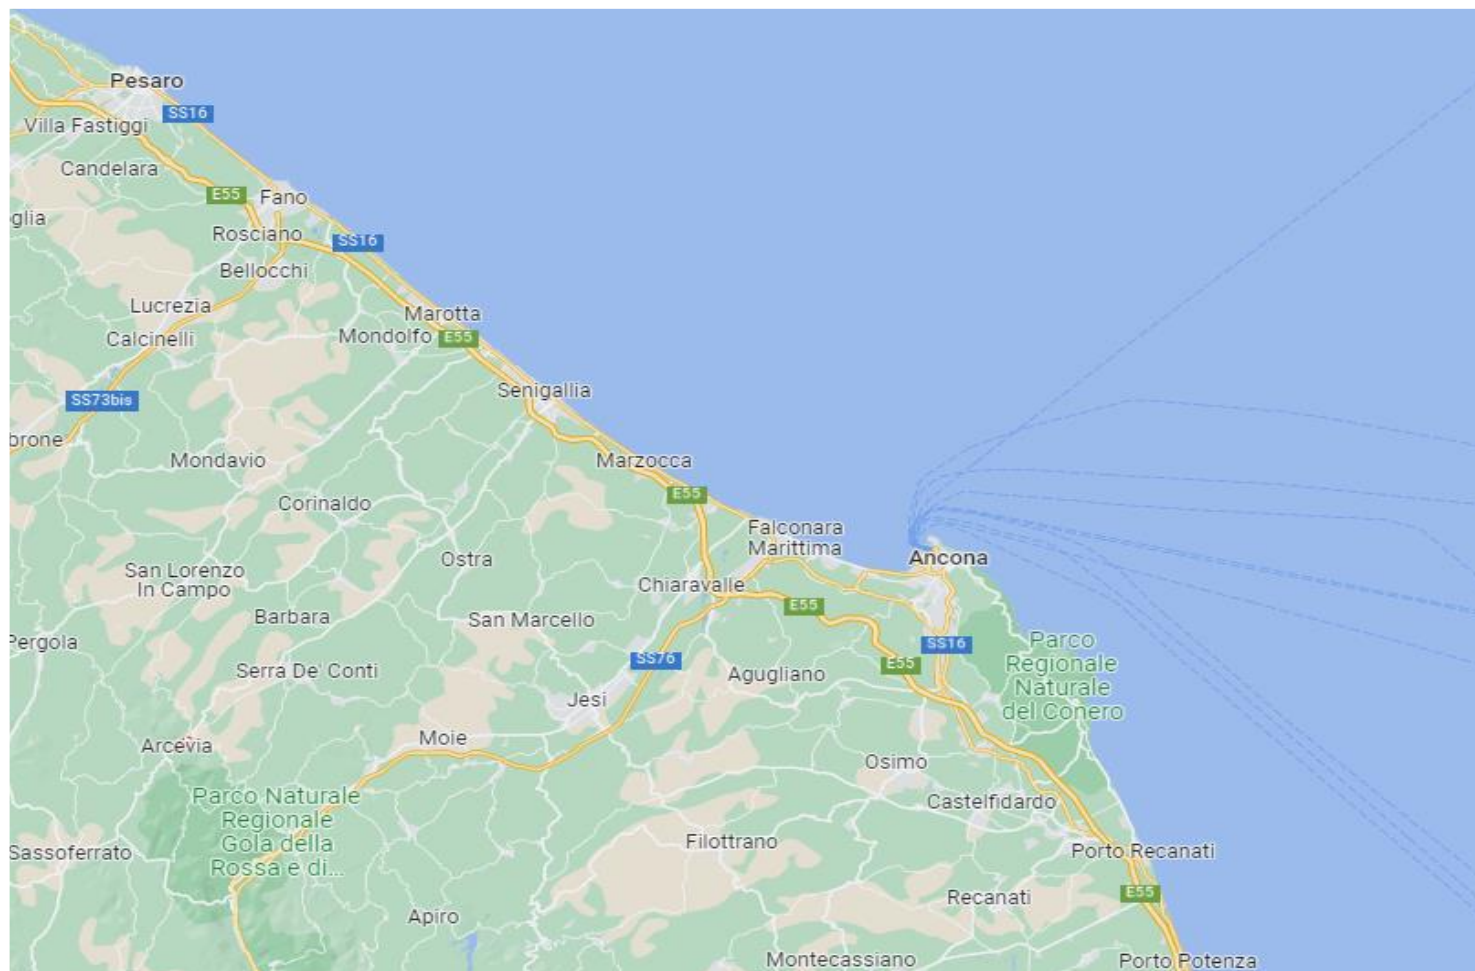 Pesaro
SS16
Villa Fastiggi
Candelara
E55
Fano
glia
Rosciano
SS16
Bellocchi
Lucrezia
Marotta
Calcinelli
Mondolfo
E55
Senigallia
SS73bis
brone
Mondavio
Marzocca
E55
Corinaldo
Falconara
Marittima
Ostra
Ancona
San Lorenzo
In Campo
Chiaravalle
Barbara
San Marcello
E55
Pergola
SS16
Parco
Regionale
Naturale
del Conero
Serra De' Conti
SS76
E55
Agugliano
Jesi
Arcevia
Moie
Osimo
Parco Naturale
Regionale
Gola della
Rossa e di...
Castelfidardo
Sassoferrato
Filottrano
Porto Recanati
Recanati
E55
Apiro
Montecassiano
Porto Potenza